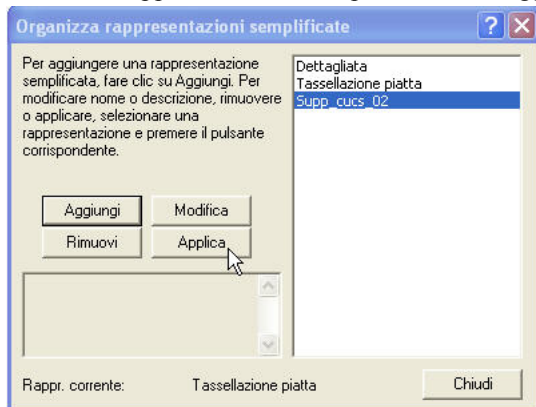 Organizza rappresentazioni semplificate
Per aggiungere una rappresentazione
semplificata, fare clic su Aggiungi. Per
modificare nome o descrizione, rimuovere
o applicare, selezionare una
rappresentazione e premere il pulsante
corrispondente.
Dettagliata
Tassellazione piatta
Supp_cucs_02
Aggiungi Modifica
Rimuovi Applica
Rappr. corrente: Tassellazione piatta Chiudi